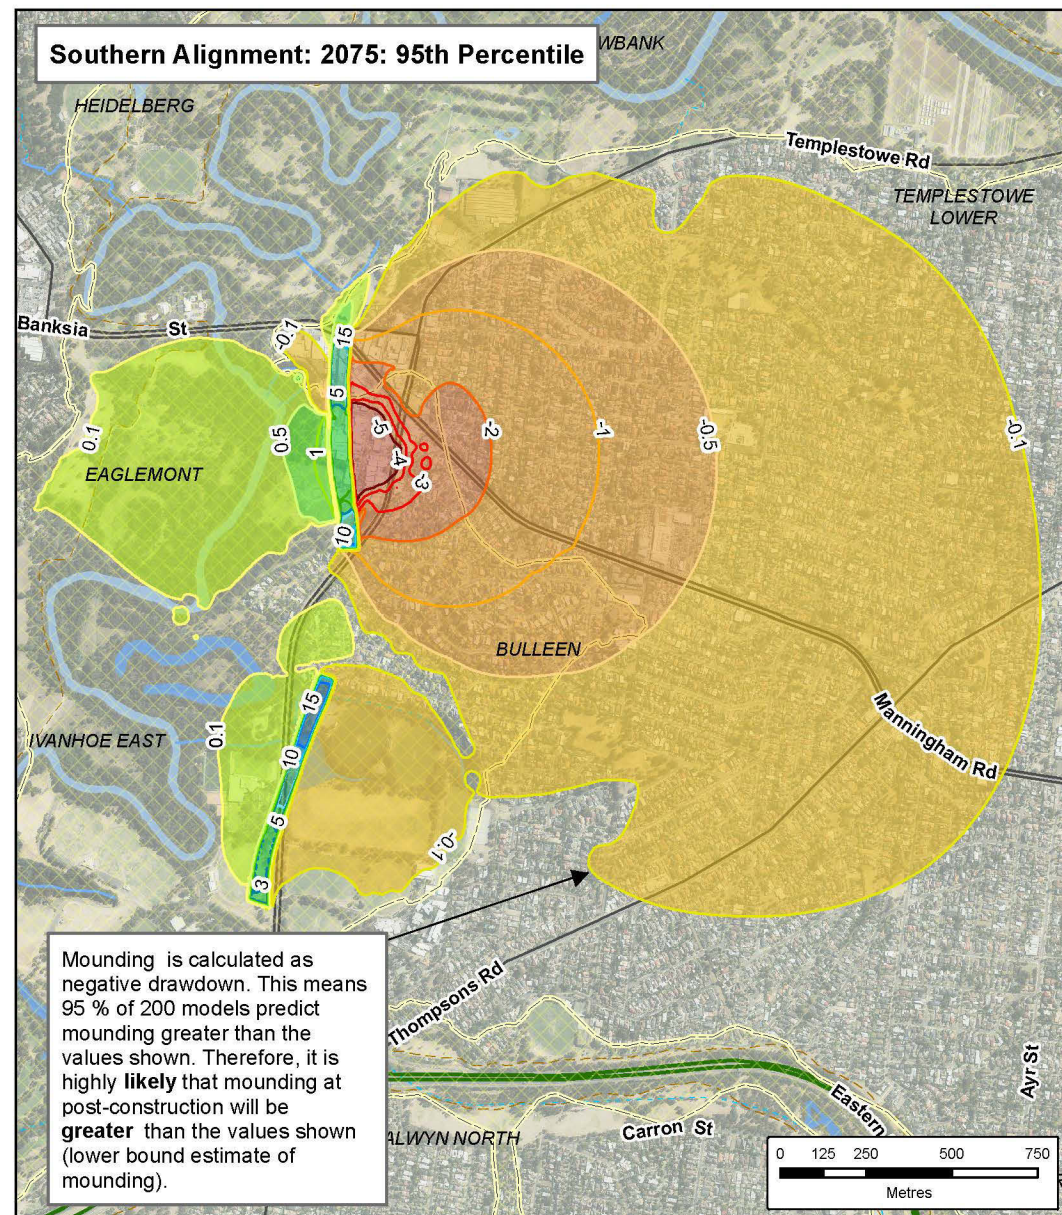 Southern Alignment: 2075: 95th Percentile
WBANK
HEIDELBERG
Templestowe Rd
TEMPLESTOWE
LOWER
Banksia St
-0.1
15
5
0.1
0.5
1
-5
-4
-3
-2
-1
-0.5
-0.1
EAGLEMONT
10
BULLEEN
15
0.1
IVANHOE EAST
10
Manningham Rd
5
-0.1
3
Mounding is calculated as
negative drawdown. This means
95 % of 200 models predict
mounding greater than the
values shown. Therefore, it is
highly likely that mounding at
post-construction will be
greater than the values shown
(lower bound estimate of
mounding).
Thompsons Rd
Ayr St
Eastern
Carron St
ALWYN NORTH
0 125 250 500 750
Metres